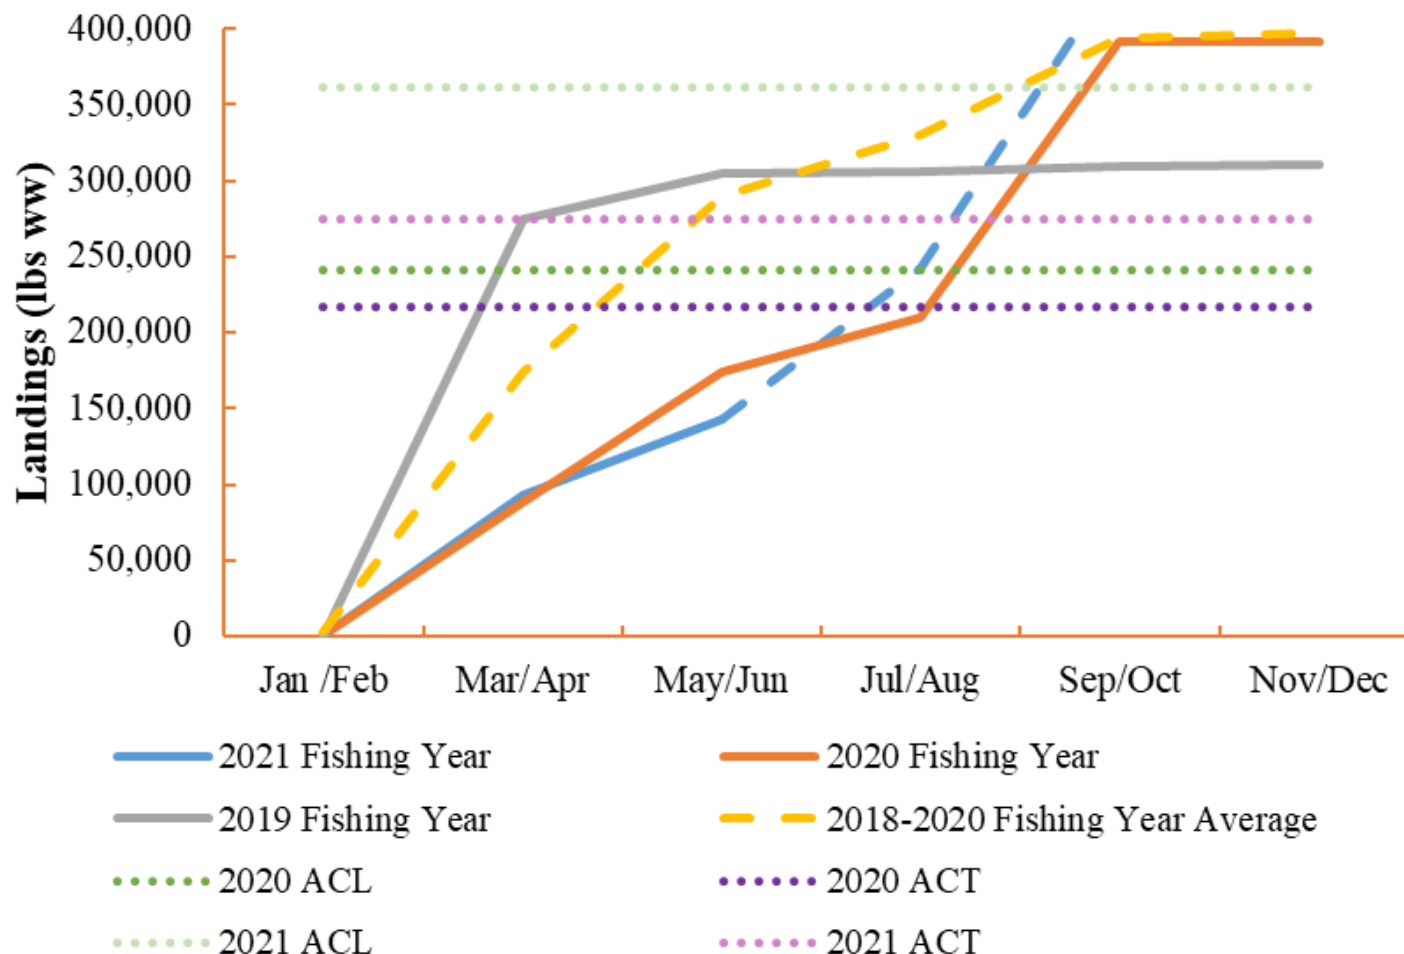 Landings (lbs ww)
400,000
350,000
300,000
250,000
200,000
150,000
100,000
50,000
0
Jan /Feb Mar/Apr May/Jun Jul/Aug Sep/Oct Nov/Dec
2021 Fishing Year 2020 Fishing Year
2019 Fishing Year 2018-2020 Fishing Year Average
2020 ACL 2020 ACT
2021 ACL 2021 ACT